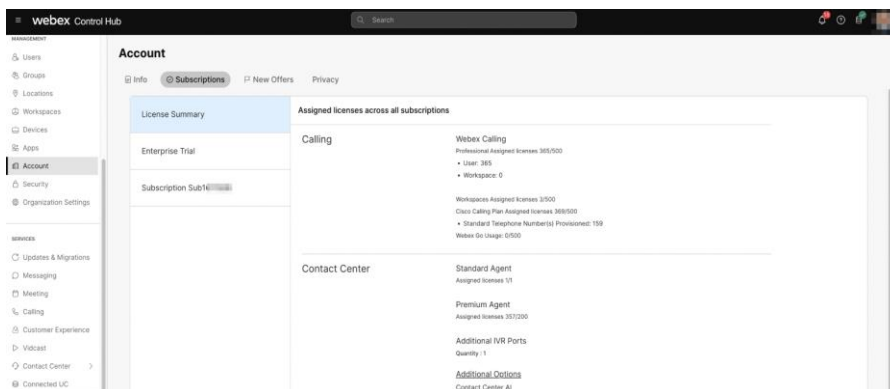 webex Control Hub
Search
MANAGEMENT
Users
Groups
Locations
Workspaces
Devices
Apps
Account
Security
Organization Settings
SERVICES
Updates & Migrations
Messaging
Meeting
Calling
Customer Experience
Vidcast
Contact Center
Connected UC
Account
Info
Subscriptions
New Offers
Privacy
License Summary
Enterprise Trial
Subscription Sub16
Assigned licenses across all subscriptions
Calling
Webex Calling
Professional Assigned licenses 365/500
• User: 365
• Workspace: 0
Workspaces Assigned licenses 3/500
Cisco Calling Plan Assigned licenses 369/500
• Standard Telephone Number(s) Provisioned: 159
Webex Go Usage: 0/500
Contact Center
Standard Agent
Assigned licenses 1/1
Premium Agent
Assigned licenses 357/200
Additional IVR Ports
Quantity : 1
Additional Options
Contact Center AI